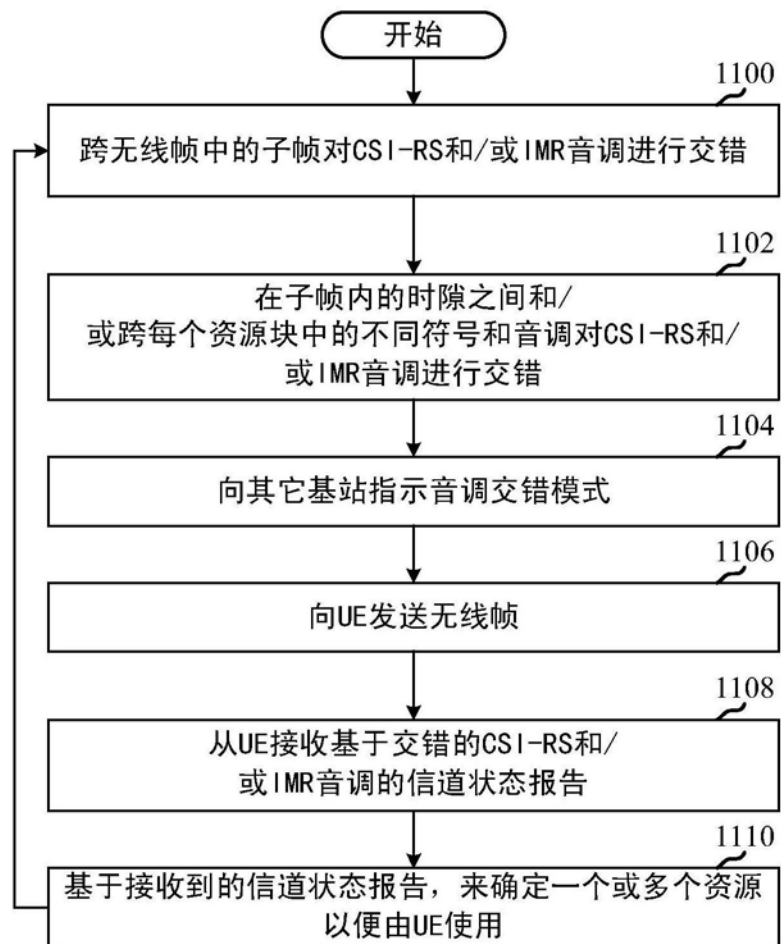 开始
1100
跨无线帧中的子帧对CSI-RS和/或IMR音调进行交错
1102
在子帧内的时隙之间和/
或跨每个资源块中的不同符号和音调对CSI-RS和/
或IMR音调进行交错
1104
向其它基站指示音调交错模式
1106
向UE发送无线帧
1108
从UE接收基于交错的CSI-RS和/
或IMR音调的信道状态报告
1110
基于接收到的信道状态报告，来确定一个或多个资源
以便由UE使用